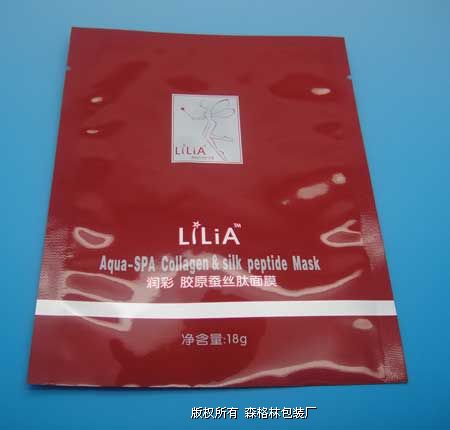 LiLiA
LiLiA™
Aqua-SPA Collagen & silk peptide Mask
润彩 胶原蚕丝肽面膜
净含量:18g
版权所有 森格林包装厂